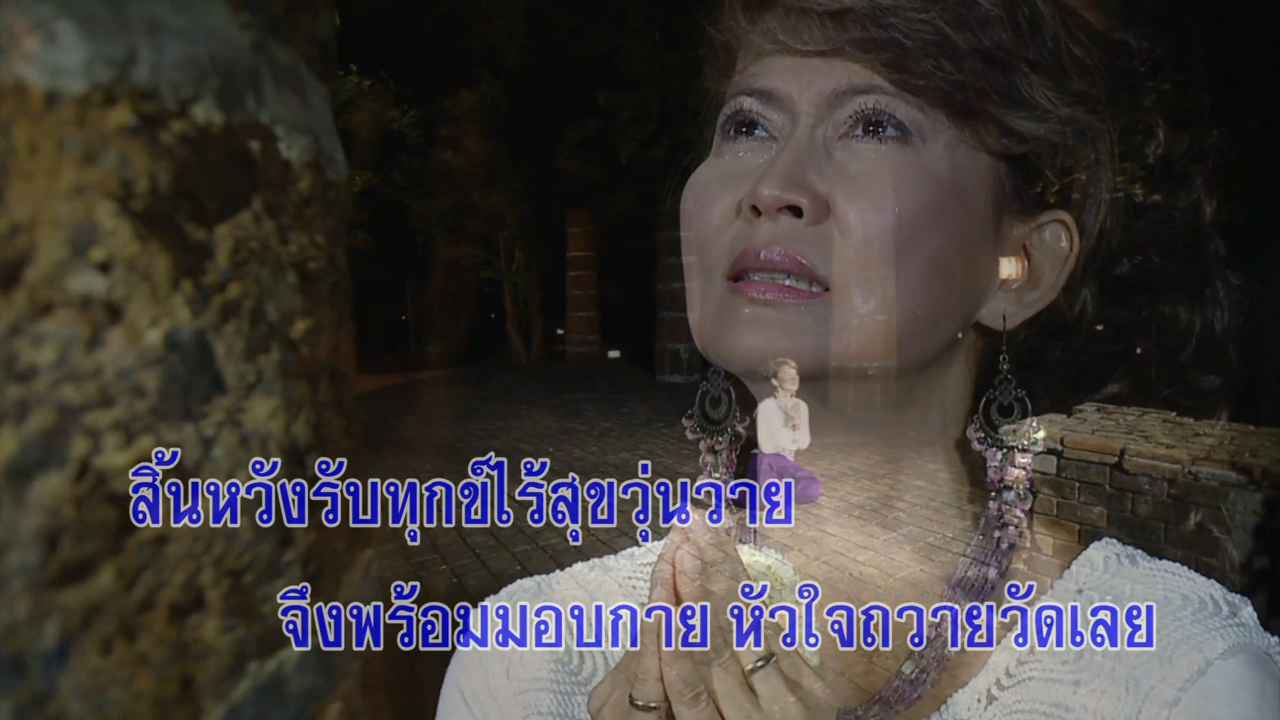 สิ้นหวังรับทุกข์ไร้สุขวุ่นวาย
จึงพร้อมมอบกาย หัวใจถวายวัดเลย